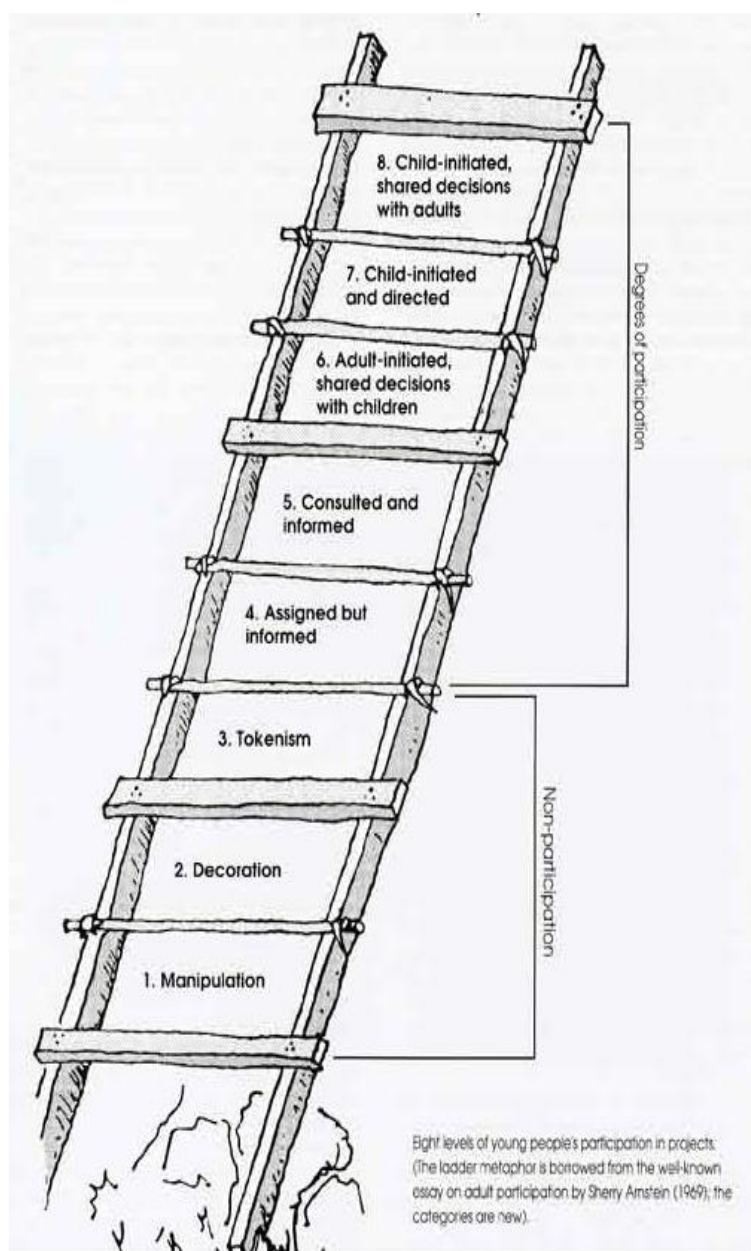 8. Child-initiated,
shared decisions
with adults
7. Child-initiated
and directed
6. Adult-initiated,
shared decisions
with children
5. Consulted and
informed
4. Assigned but
informed
3. Tokenism
2. Decoration
1. Manipulation
Degrees of participation
Non-participation
Eight levels of young people's participation in projects.
(The ladder metaphor is borrowed from the well-known
essay on adult participation by Sherry Arnstein (1969); the
categories are new).